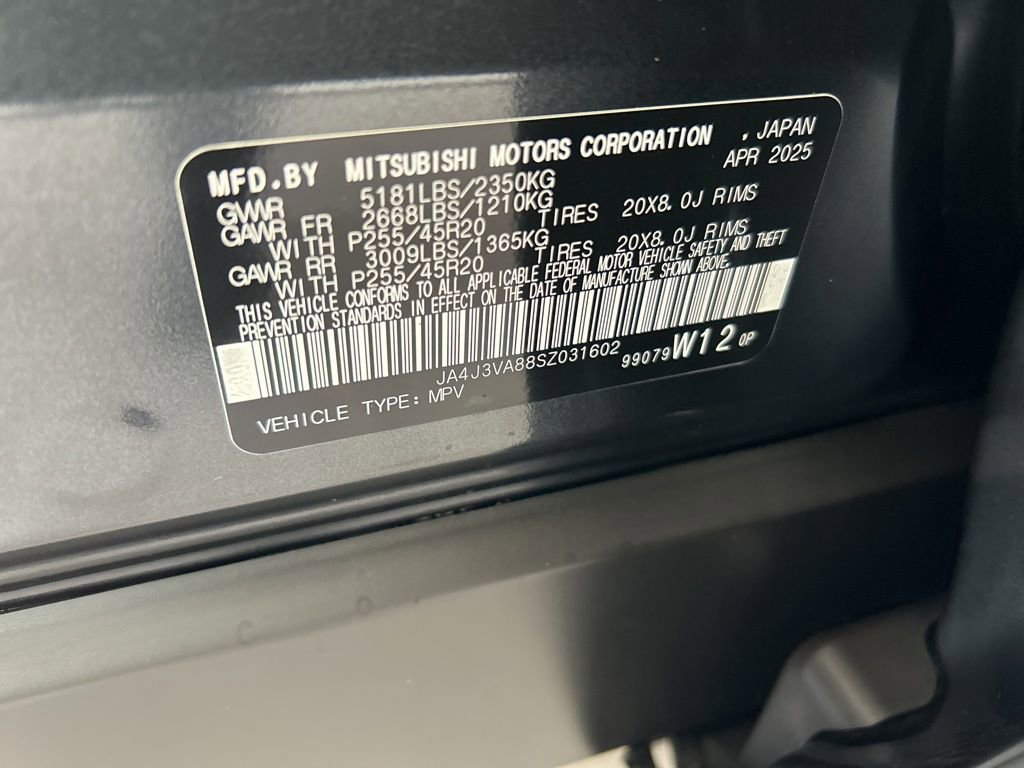 MFD.BY MITSUBISHI MOTORS CORPORATION , JAPAN
GVWR 5181LBS/2350KG APR 2025
GAWR FR 2668LBS/1210KG
WITH P255/45R20 TIRES 20X8.0J RIMS
GAWR RR 3009LBS/1365KG
WITH P255/45R20 TIRES 20X8.0J RIMS
THIS VEHICLE CONFORMS TO ALL APPLICABLE FEDERAL MOTOR VEHICLE SAFETY AND THEFT
PREVENTION STANDARDS IN EFFECT ON THE DATE OF MANUFACTURE SHOWN ABOVE.
JA4J3VA88SZ031602 99079 W12 0P
VEHICLE TYPE: MPV